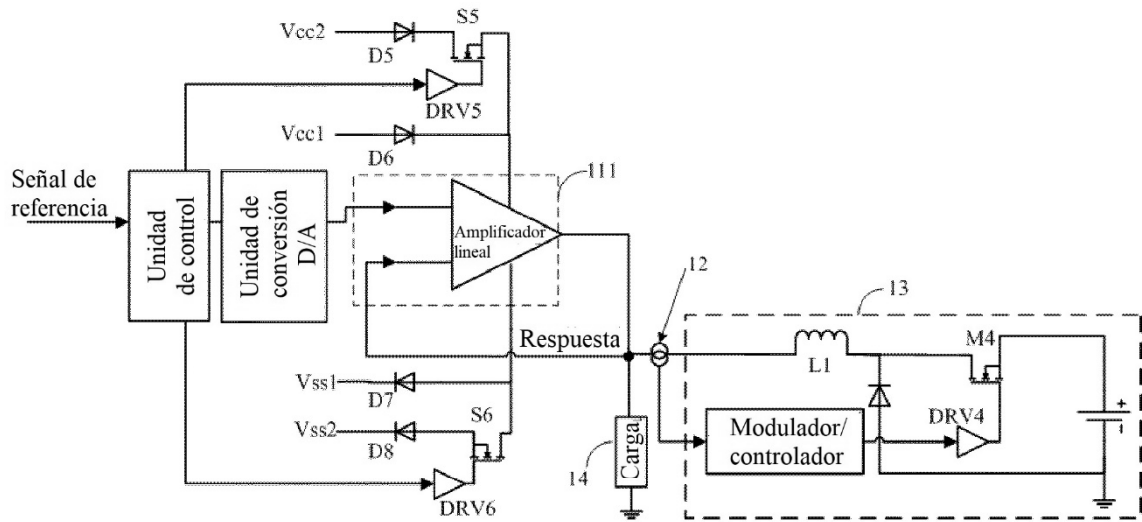 S5
Vcc2
D5
DRV5
Vcc1
D6
111
Señal de
referencia
Unidad
de control
Unidad de
conversión
D/A
Amplificador
lineal
12
13
Respuesta
M4
L1
Vss1
D7
S6
Vss2
D8
DRV4
+
-
Modulador/
controlador
Carga
14
DRV6